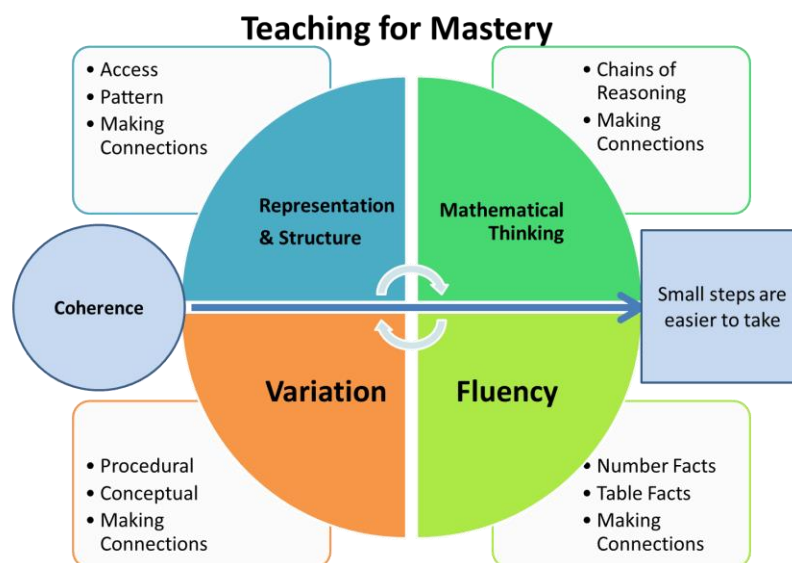 Teaching for Mastery
• Access
• Pattern
• Making
Connections
• Chains of
Reasoning
• Making
Connections
Representation
& Structure
Mathematical
Thinking
Coherence
Small steps are
easier to take
Variation
Fluency
• Procedural
• Conceptual
• Making
Connections
• Number Facts
• Table Facts
• Making
Connections